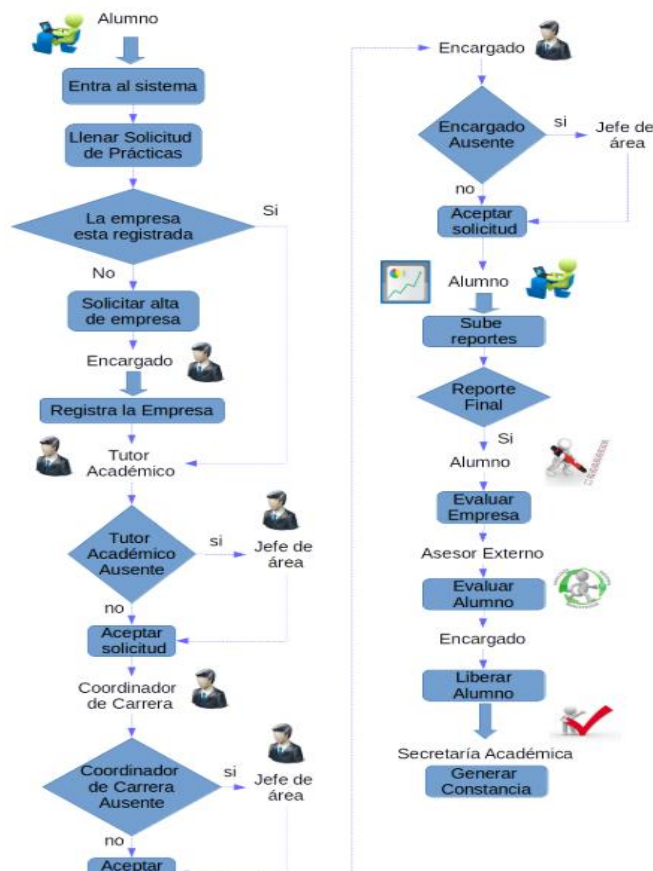 Alumno
Entra al sistema
Llenar Solicitud
de Prácticas
La empresa
esta registrada
Si
No
Solicitar alta
de empresa
Encargado
Registra la Empresa
Tutor
Académico
Tutor
Académico
Ausente
si
Jefe de
área
no
Aceptar
solicitud
Coordinador
de Carrera
Coordinador
de Carrera
Ausente
si
Jefe de
área
no
Aceptar
Encargado
Encargado
Ausente
si
Jefe de
área
no
Aceptar
solicitud
Alumno
Sube
reportes
Reporte
Final
Si
Alumno
Evaluar
Empresa
Asesor Externo
Evaluar
Alumno
Encargado
Liberar
Alumno
Secretaría Académica
Generar
Constancia